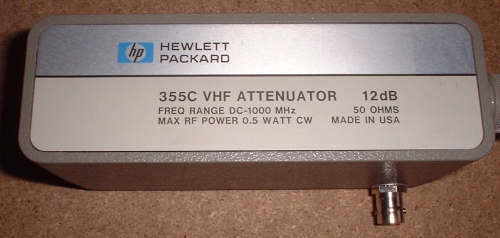 hp HEWLETT
PACKARD
355C VHF ATTENUATOR 12dB
FREQ RANGE DC-1000 MHz 50 OHMS
MAX RF POWER 0.5 WATT CW MADE IN USA